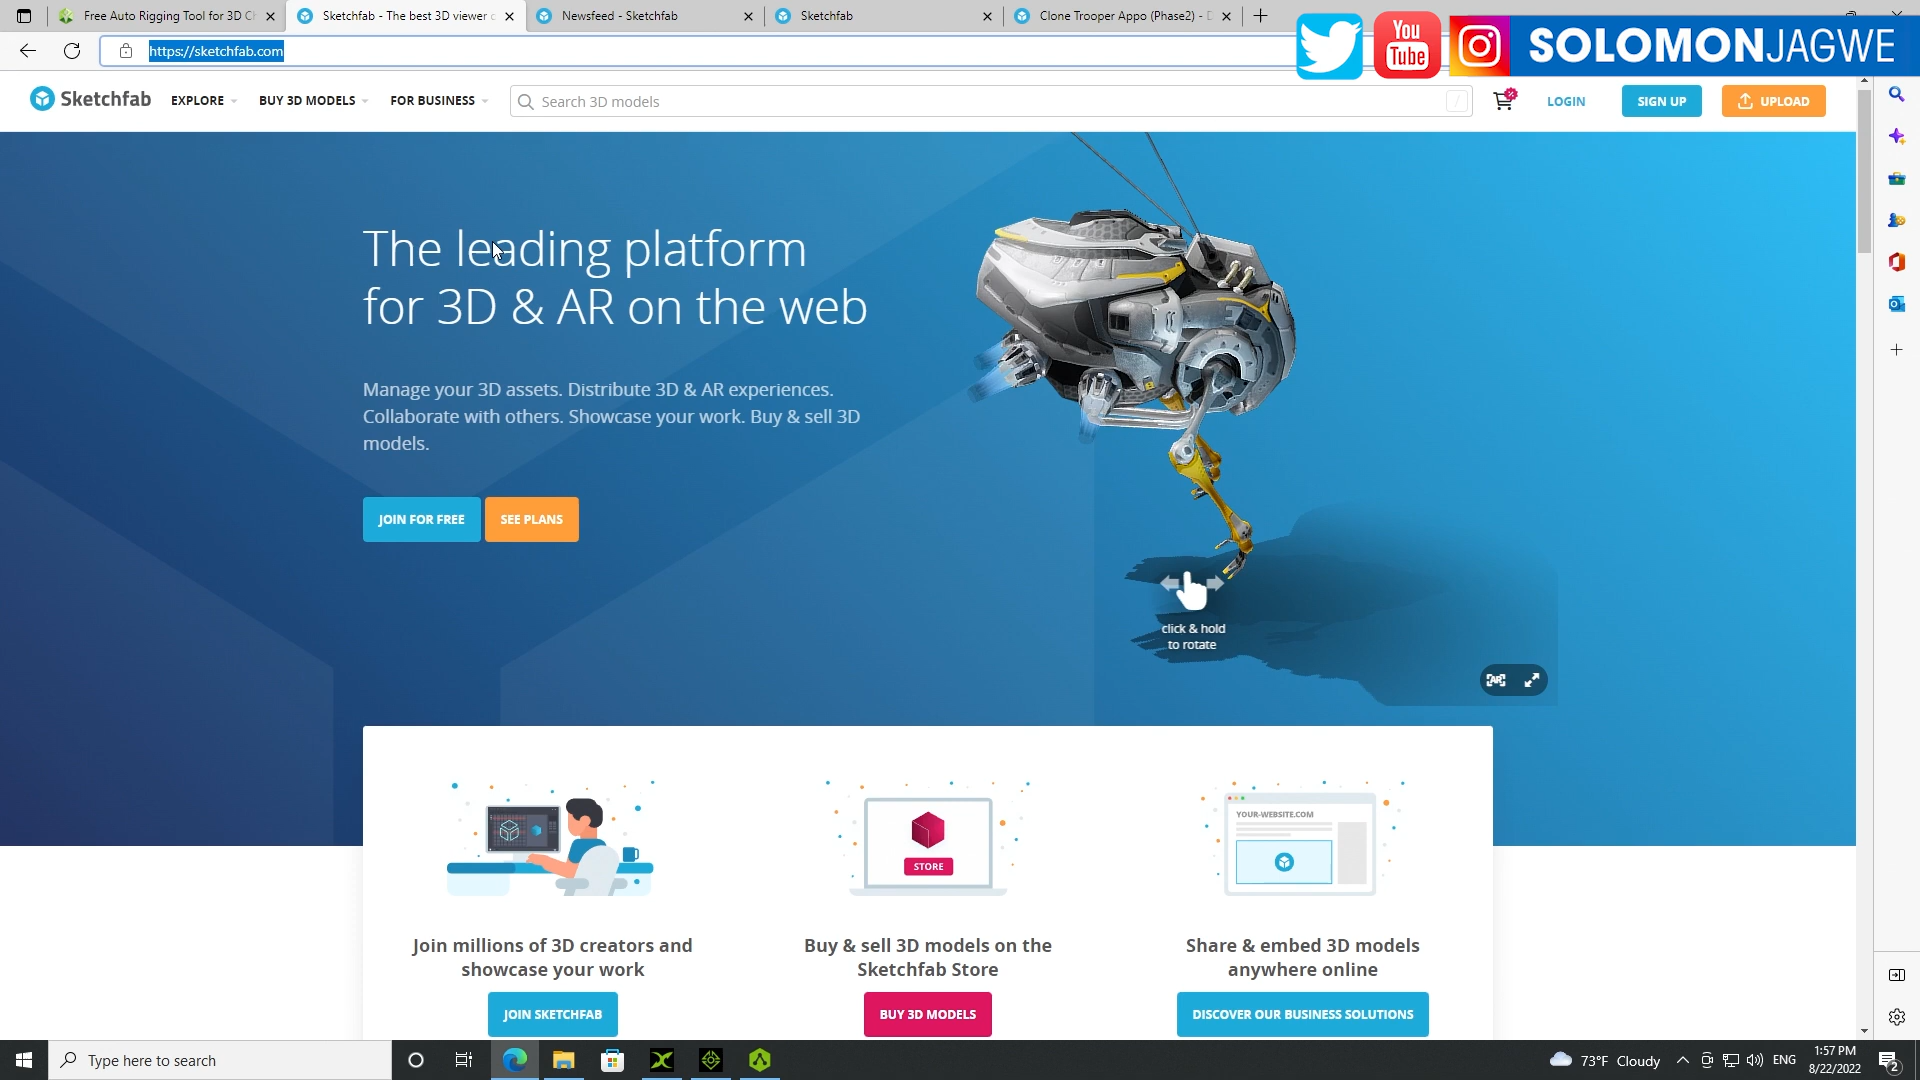 Free Auto Rigging Tool for 3D Ch
Sketchfab - The best 3D viewer o
Newsfeed - Sketchfab
Sketchfab
Clone Trooper Appo (Phase2) - D
https://sketchfab.com
You
Tube
SOLOMONJAGWE
Sketchfab
EXPLORE
BUY 3D MODELS
FOR BUSINESS
Search 3D models
/
LOGIN
SIGN UP
UPLOAD
The leading platform
for 3D & AR on the web
Manage your 3D assets. Distribute 3D & AR experiences.
Collaborate with others. Showcase your work. Buy & sell 3D
models.
JOIN FOR FREE
SEE PLANS
click & hold
to rotate
AR
YOUR-WEBSITE.COM
STORE
Join millions of 3D creators and
showcase your work
JOIN SKETCHFAB
Buy & sell 3D models on the
Sketchfab Store
BUY 3D MODELS
Share & embed 3D models
anywhere online
DISCOVER OUR BUSINESS SOLUTIONS
Type here to search
73°F Cloudy
ENG
1:57 PM
8/22/2022
2